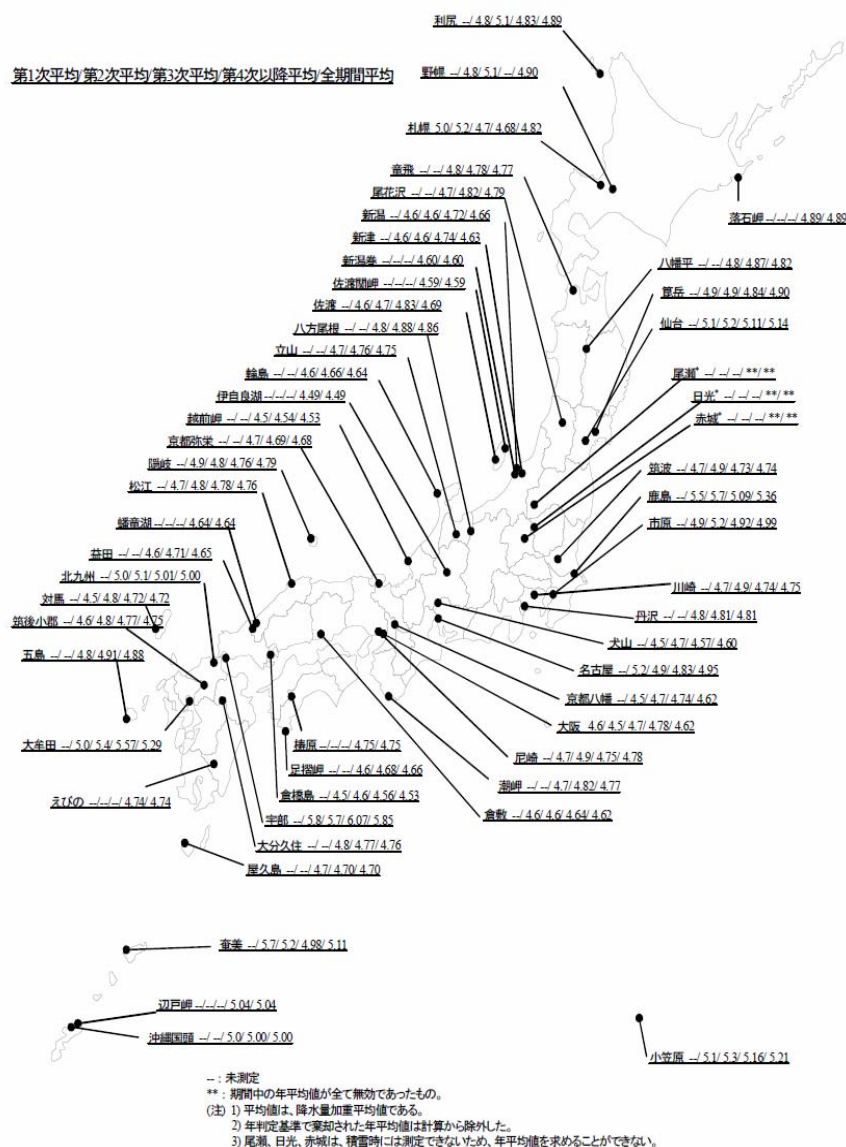 第1次平均/第2次平均/第3次平均/第4次以降平均/全期間平均
利尻 --/ 4.8/ 5.1/ 4.83/ 4.89
野幌 --/ 4.8/ 5.1/ --/ 4.90
札幌 5.0/ 5.2/ 4.7/ 4.68/ 4.82
竜飛 --/ --/ 4.8/ 4.78/ 4.77
尾花沢 --/ --/ 4.7/ 4.82/ 4.79
新潟 --/ 4.6/ 4.6/ 4.72/ 4.66
新津 --/ 4.6/ 4.6/ 4.74/ 4.63
新潟巻 --/--/--/ 4.60/ 4.60
佐渡関岬 --/--/--/ 4.59/ 4.59
佐渡 --/ 4.6/ 4.7/ 4.83/ 4.69
八方尾根 --/ --/ 4.8/ 4.88/ 4.86
立山 --/ --/ 4.7/ 4.76/ 4.75
輪島 --/ --/ 4.6/ 4.66/ 4.64
伊自良湖 --/--/--/ 4.49/ 4.49
越前岬 --/ --/ 4.5/ 4.54/ 4.53
京都弥栄 --/ --/ 4.7/ 4.69/ 4.68
隠岐 --/ 4.9/ 4.8/ 4.76/ 4.79
松江 --/ 4.7/ 4.8/ 4.78/ 4.76
蟠竜湖 --/--/--/ 4.64/ 4.64
益田 --/ --/ 4.6/ 4.71/ 4.65
北九州 --/ 5.0/ 5.1/ 5.01/ 5.00
対馬 --/ 4.5/ 4.8/ 4.72/ 4.72
筑後小郡 --/ 4.6/ 4.8/ 4.77/ 4.75
五島 --/ --/ 4.8/ 4.91/ 4.88
大牟田 --/ 5.0/ 5.4/ 5.57/ 5.29
えびの --/--/--/ 4.74/ 4.74
落石岬 --/--/--/ 4.89/ 4.89
八幡平 --/ --/ 4.8/ 4.87/ 4.82
箟岳 --/ 4.9/ 4.9/ 4.84/ 4.90
仙台 --/ 5.1/ 5.2/ 5.11/ 5.14
尾瀬* --/ --/ --/ **/ **
日光* --/ --/ --/ **/ **
赤城* --/ --/ --/ **/ **
筑波 --/ 4.7/ 4.9/ 4.73/ 4.74
鹿島 --/ 5.5/ 5.7/ 5.09/ 5.36
市原 --/ 4.9/ 5.2/ 4.92/ 4.99
川崎 --/ 4.7/ 4.9/ 4.74/ 4.75
丹沢 --/ --/ 4.8/ 4.81/ 4.81
犬山 --/ 4.5/ 4.7/ 4.57/ 4.60
名古屋 --/ 5.2/ 4.9/ 4.83/ 4.95
京都八幡 --/ 4.5/ 4.7/ 4.74/ 4.62
大阪 4.6/ 4.5/ 4.7/ 4.78/ 4.62
尼崎 --/ 4.7/ 4.9/ 4.75/ 4.78
潮岬 --/ --/ 4.7/ 4.82/ 4.77
倉敷 --/ 4.6/ 4.6/ 4.64/ 4.62
梼原 --/--/--/ 4.75/ 4.75
足摺岬 --/ --/ 4.6/ 4.68/ 4.66
倉橋島 --/ 4.5/ 4.6/ 4.56/ 4.53
宇部 --/ 5.8/ 5.7/ 6.07/ 5.85
大分久住 --/ --/ 4.8/ 4.77/ 4.76
屋久島 --/ --/ 4.7/ 4.70/ 4.70
奄美 --/ 5.7/ 5.2/ 4.98/ 5.11
辺戸岬 --/--/--/ 5.04/ 5.04
沖縄国頭 --/ --/ 5.0/ 5.00/ 5.00
小笠原 --/ 5.1/ 5.3/ 5.16/ 5.21
-- : 未測定
** : 期間中の年平均値が全て無効であったもの。
(注) 1) 平均値は、降水量加重平均値である。
2) 年判定基準で棄却された年平均値は計算から除外した。
3) 尾瀬、日光、赤城は、積雪時には測定できないため、年平均値を求めることができない。